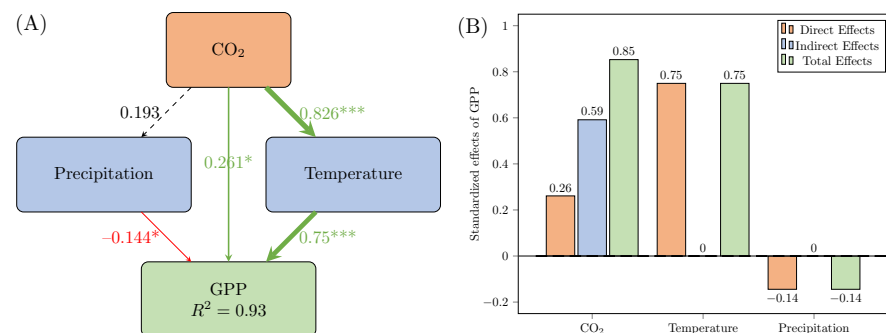 (A)
CO₂
0.193
0.826***
0.261*
Precipitation
Temperature
–0.144*
0.75***
GPP
R² = 0.93
(B)
Standardized effects of GPP
1
0.8
0.6
0.4
0.2
0
−0.2
Direct Effects
Indirect Effects
Total Effects
0.26
0.59
0.85
0.75
0
0.75
−0.14
0
−0.14
CO₂
Temperature
Precipitation